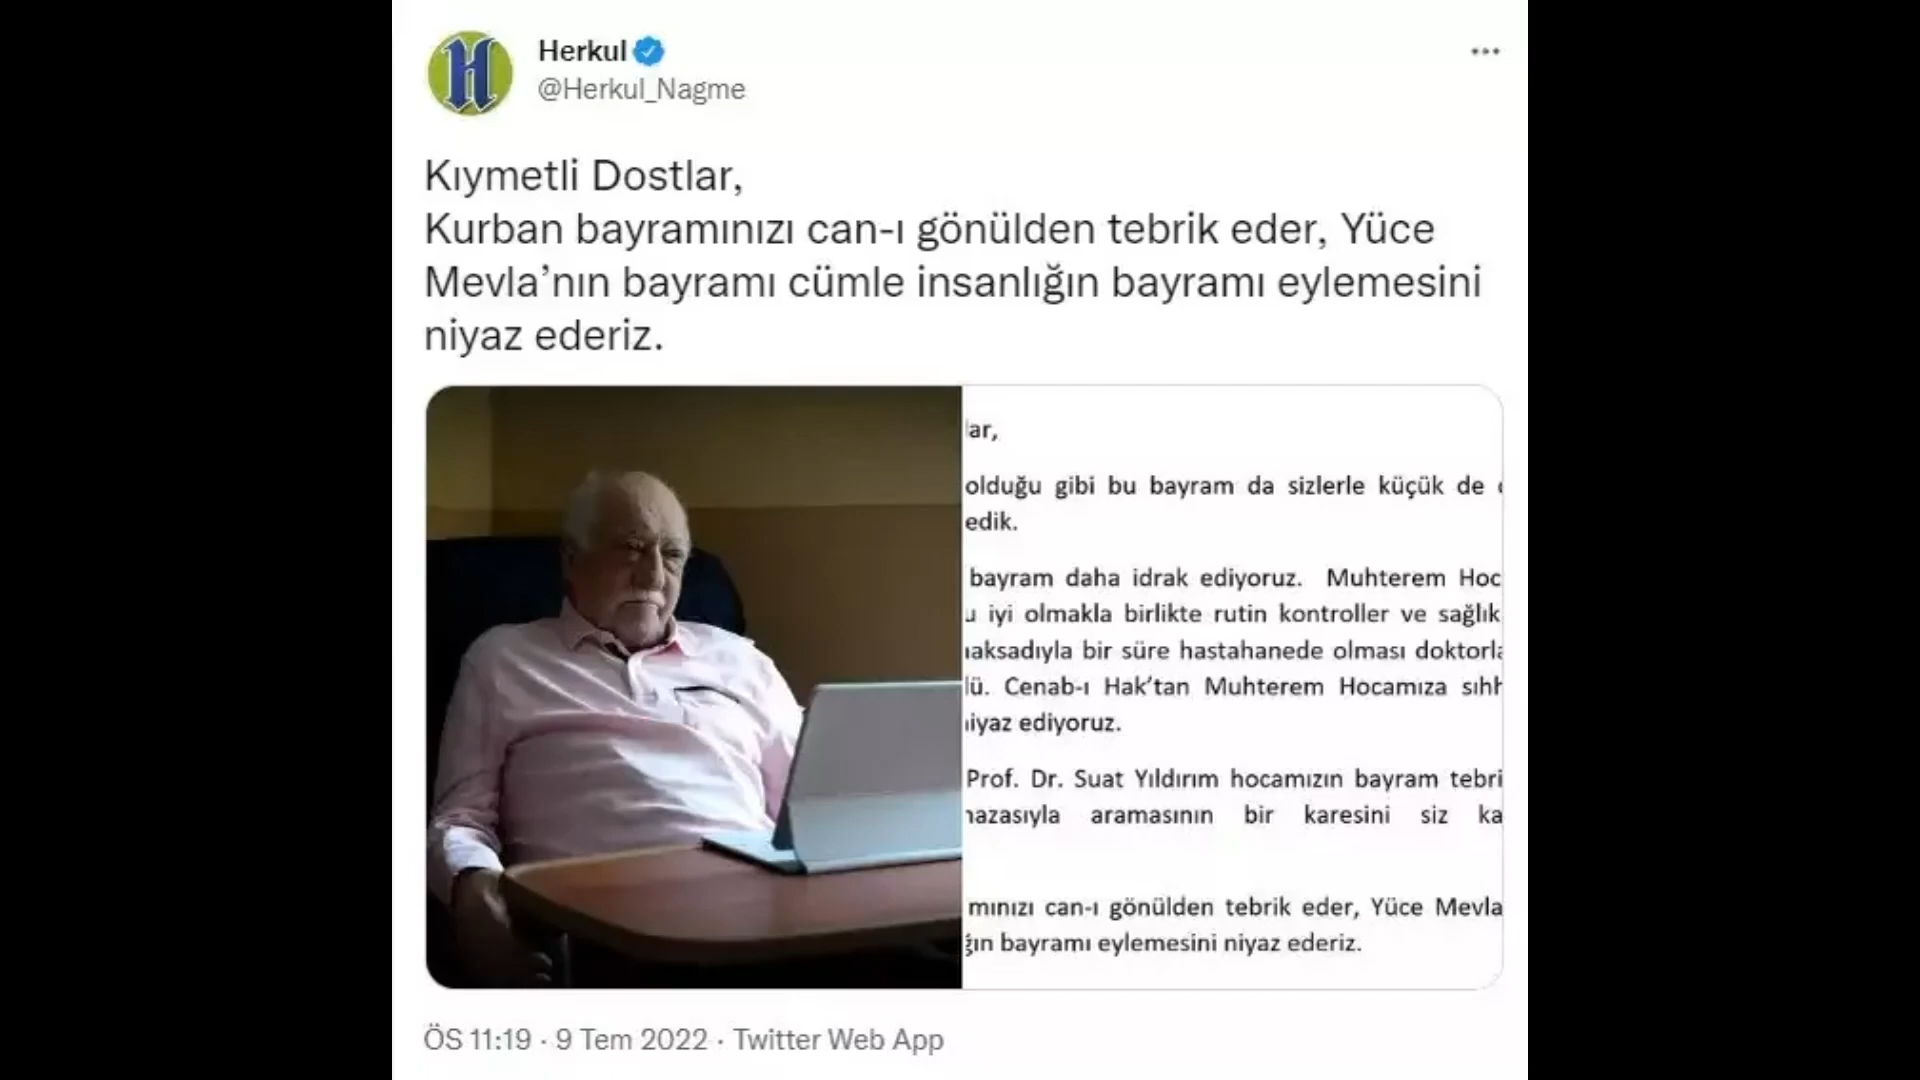 Herkul
@Herkul_Nagme
Kıymetli Dostlar,
Kurban bayramınızı can-ı gönülden tebrik eder, Yüce
Mevla’nın bayramı cümle insanlığın bayramı eylemesini
niyaz ederiz.
olduğu gibi bu bayram da sizlerle küçük de
bayram daha idrak ediyoruz. Muhterem
iyi olmakla birlikte rutin kontroller ve sağlık
bir süre hastahanede olması
Cenab-ı Hak’tan Muhterem Hocamıza
ediyoruz.
Prof. Dr. Suat Yıldırım hocamızın bayram
aramasının bir karesini siz
can-ı gönülden tebrik eder, Yüce Mevla
bayramı eylemesini niyaz ederiz.
ÖS 11:19 · 9 Tem 2022 · Twitter Web App